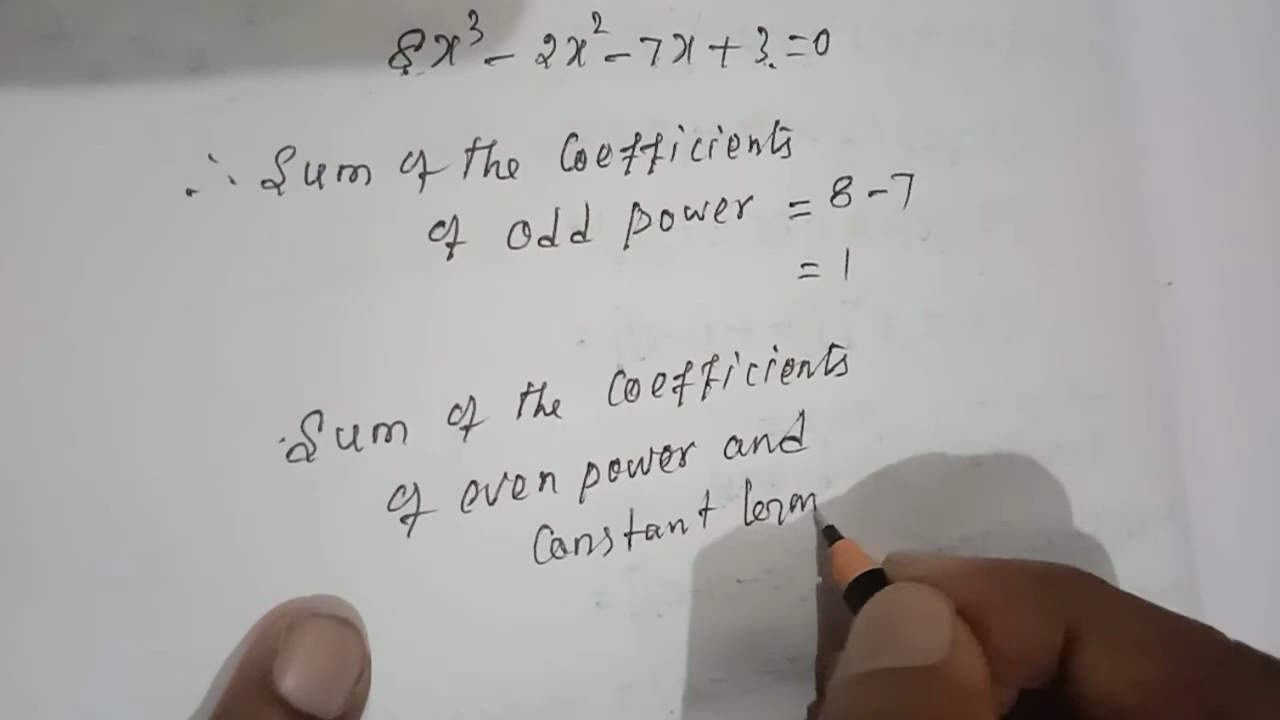 8x³ - 2x² - 7x + 3 = 0
∴ Sum of the Coefficients
of odd power = 8 - 7
= 1
Sum of the Coefficients
of even power and
Constant term